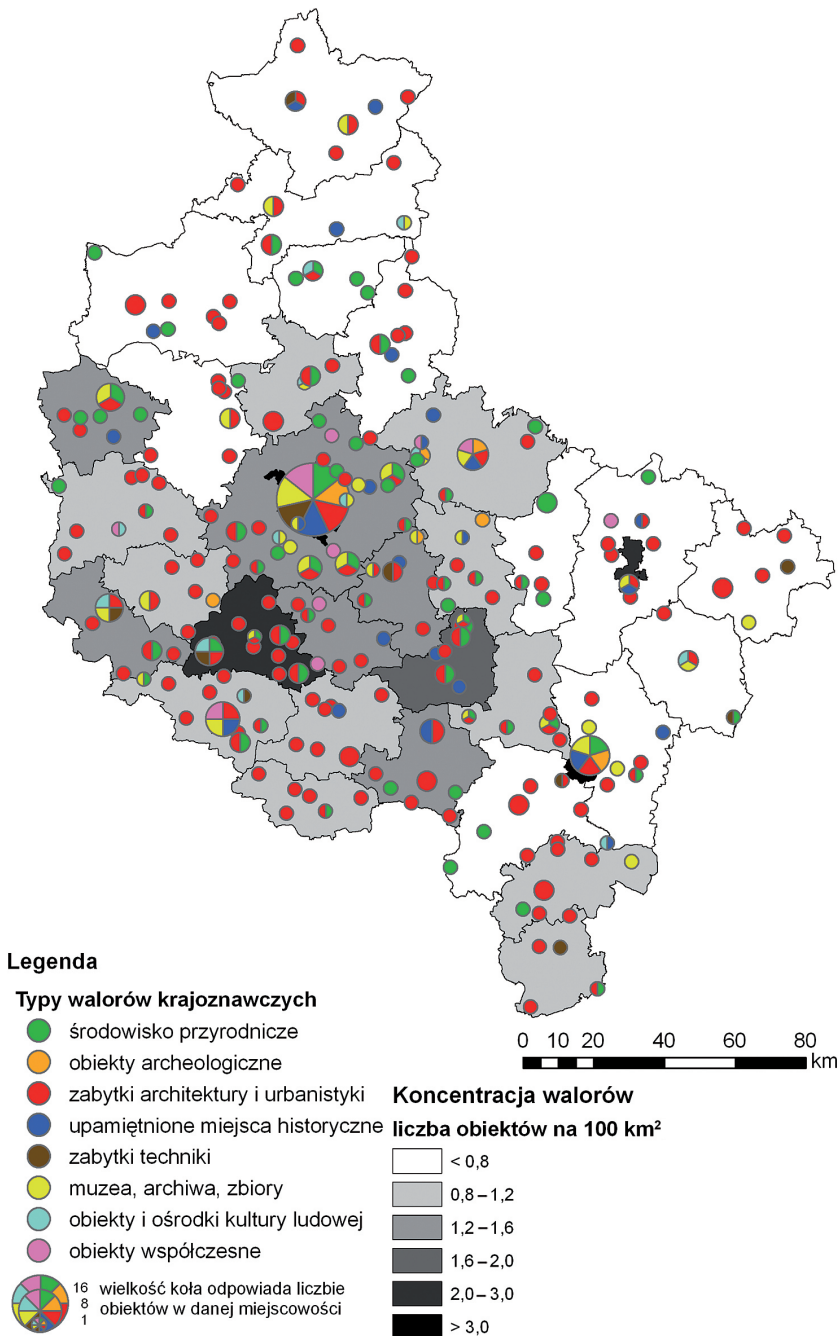 Legenda
Typy walorów krajoznawczych
środowisko przyrodnicze
obiekty archeologiczne
zabytki architektury i urbanistyki
upamiętnione miejsca historyczne
zabytki techniki
muzea, archiwa, zbiory
obiekty i ośrodki kultury ludowej
obiekty współczesne
16
8
1
wielkość koła odpowiada liczbie
obiektów w danej miejscowości
0 10 20 40 60 80
km
Koncentracja walorów
liczba obiektów na 100 km²
< 0,8
0,8 – 1,2
1,2 – 1,6
1,6 – 2,0
2,0 – 3,0
> 3,0